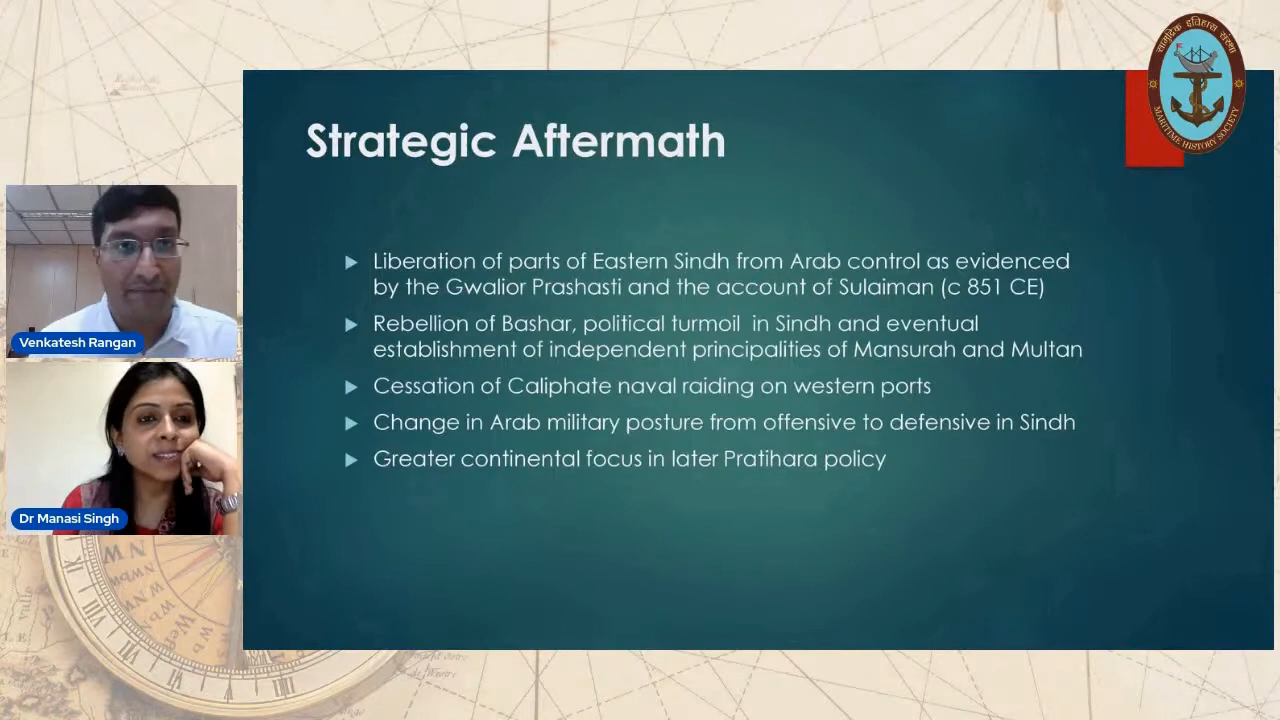 सामुद्रिक इतिहास संस्था
MARITIME HISTORY SOCIETY
Strategic Aftermath
Liberation of parts of Eastern Sindh from Arab control as evidenced
by the Gwalior Prashasti and the account of Sulaiman (c 851 CE)
Rebellion of Bashar, political turmoil in Sindh and eventual
establishment of independent principalities of Mansurah and Multan
Cessation of Caliphate naval raiding on western ports
Change in Arab military posture from offensive to defensive in Sindh
Greater continental focus in later Pratihara policy
Venkatesh Rangan
Dr Manasi Singh